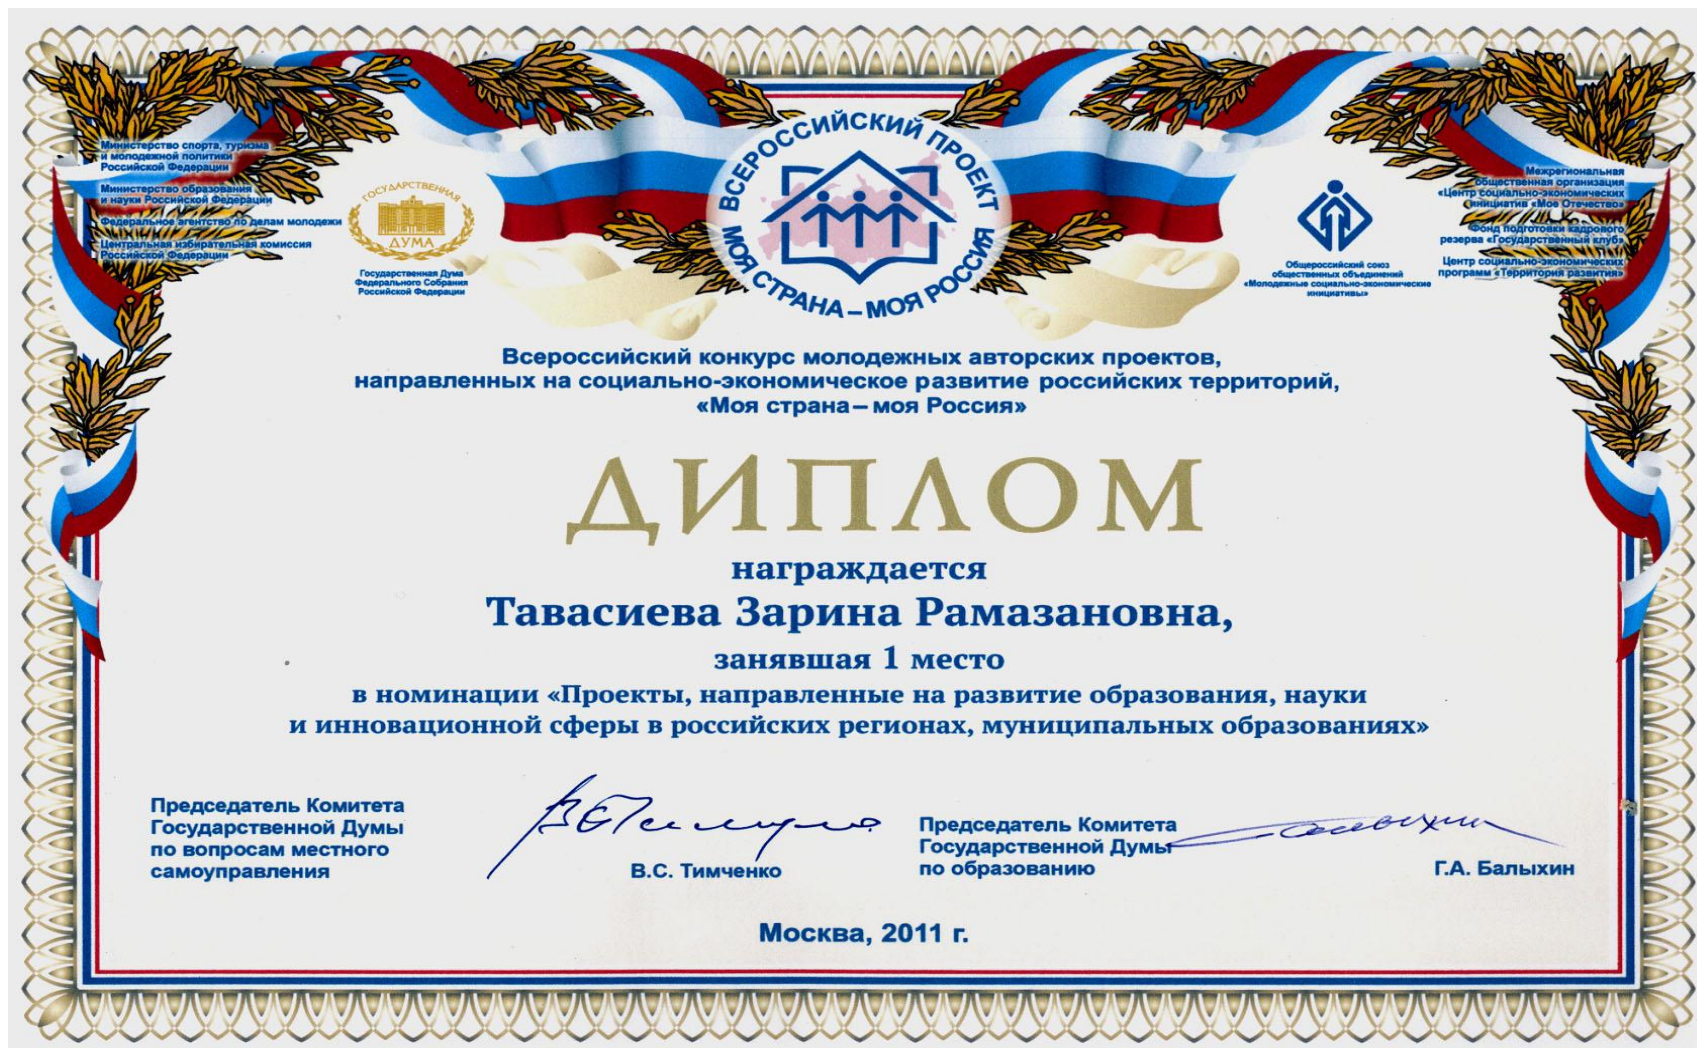 Министерство спорта, туризма
и молодежной политики
Российской Федерации
Министерство образования
и науки Российской Федерации
Федеральное агентство по делам молодежи
Центральная избирательная комиссия
Российской Федерации
ГОСУДАРСТВЕННАЯ
ДУМА
Государственная Дума
Федерального Собрания
Российской Федерации
ВСЕРОССИЙСКИЙ ПРОЕКТ
МОЯ СТРАНА – МОЯ РОССИЯ
Общероссийский союз
общественных объединений
«Молодежные социально-экономические
инициативы»
Межрегиональная
общественная организация
«Центр социально-экономических
инициатив «Мое Отечество»
Фонд подготовки кадрового
резерва «Государственный клуб»
Центр социально-экономических
программ «Территория развития»
Всероссийский конкурс молодежных авторских проектов,
направленных на социально-экономическое развитие российских территорий,
«Моя страна – моя Россия»
ДИПЛОМ
награждается
Тавасиева Зарина Рамазановна,
занявшая 1 место
в номинации «Проекты, направленные на развитие образования, науки
и инновационной сферы в российских регионах, муниципальных образованиях»
Председатель Комитета
Государственной Думы
по вопросам местного
самоуправления
В.С. Тимченко
Председатель Комитета
Государственной Думы
по образованию
Г.А. Балыхин
Москва, 2011 г.